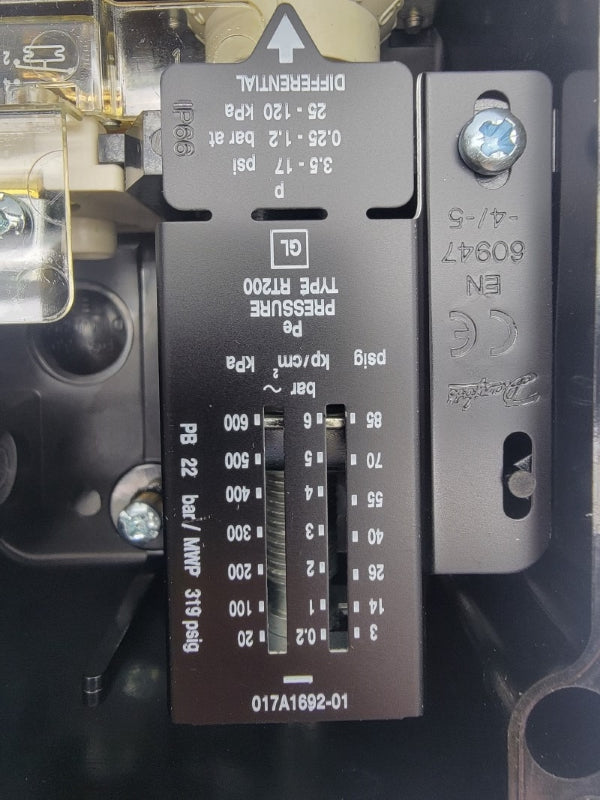 017A1692-01
3 0.2 20
14 1 100
26 2 200
40 3 300
55 4 400
70 5 500
85 6 600
bar ~
psig kp/cm² kPa
Pe
PRESSURE
TYPE RT200
GL
P
3.5 - 17 psi
0.25 - 1.2 bar at
25 - 120 kPa
DIFFERENTIAL
IP66
PB 22 bar / MWP 319 psig
Danfoss
CE
EN
60947
-4/-5
2
1